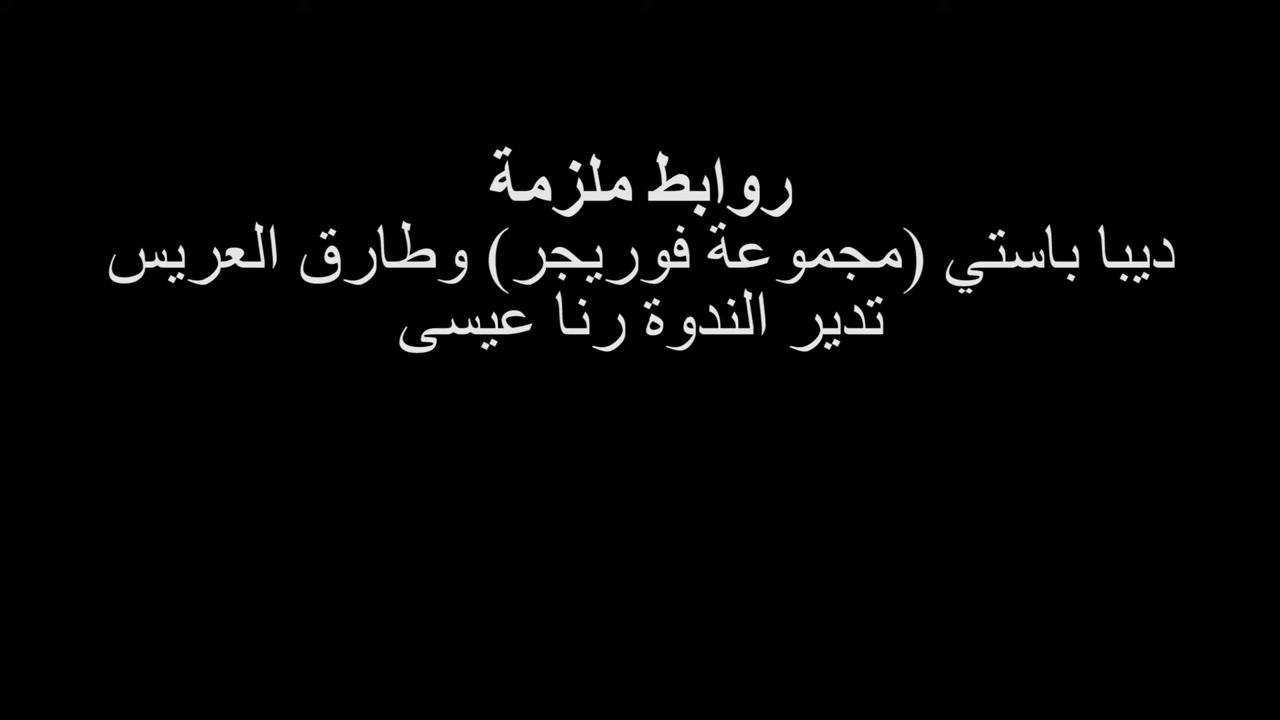 روابط ملزمة
ديبا باستي (مجموعة فوريجر) وطارق العريس
تدير الندوة رنا عيسى